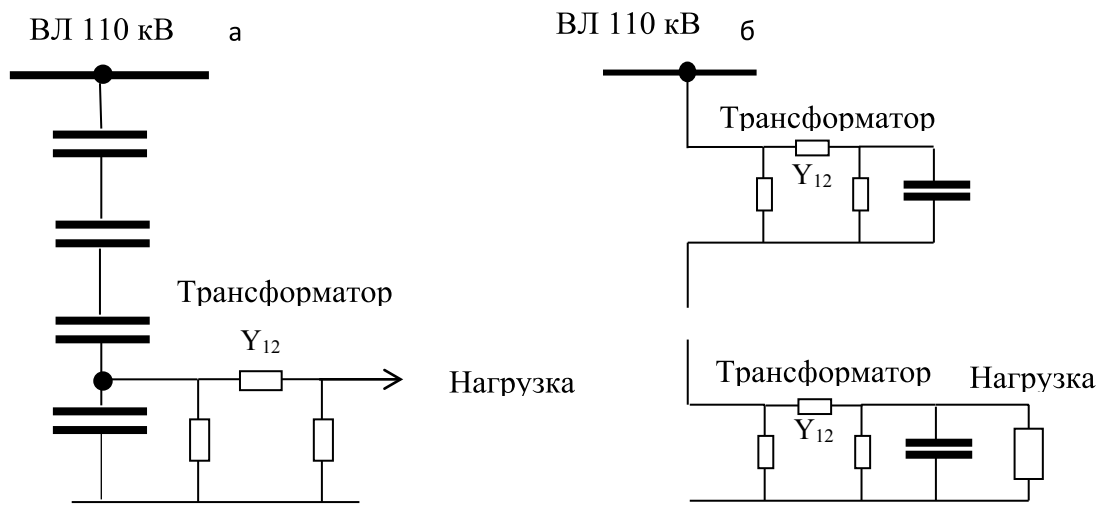 ВЛ 110 кВ а
Трансформатор
Y₁₂
Нагрузка
ВЛ 110 кВ б
Трансформатор
Y₁₂
Трансформатор
Нагрузка
Y₁₂